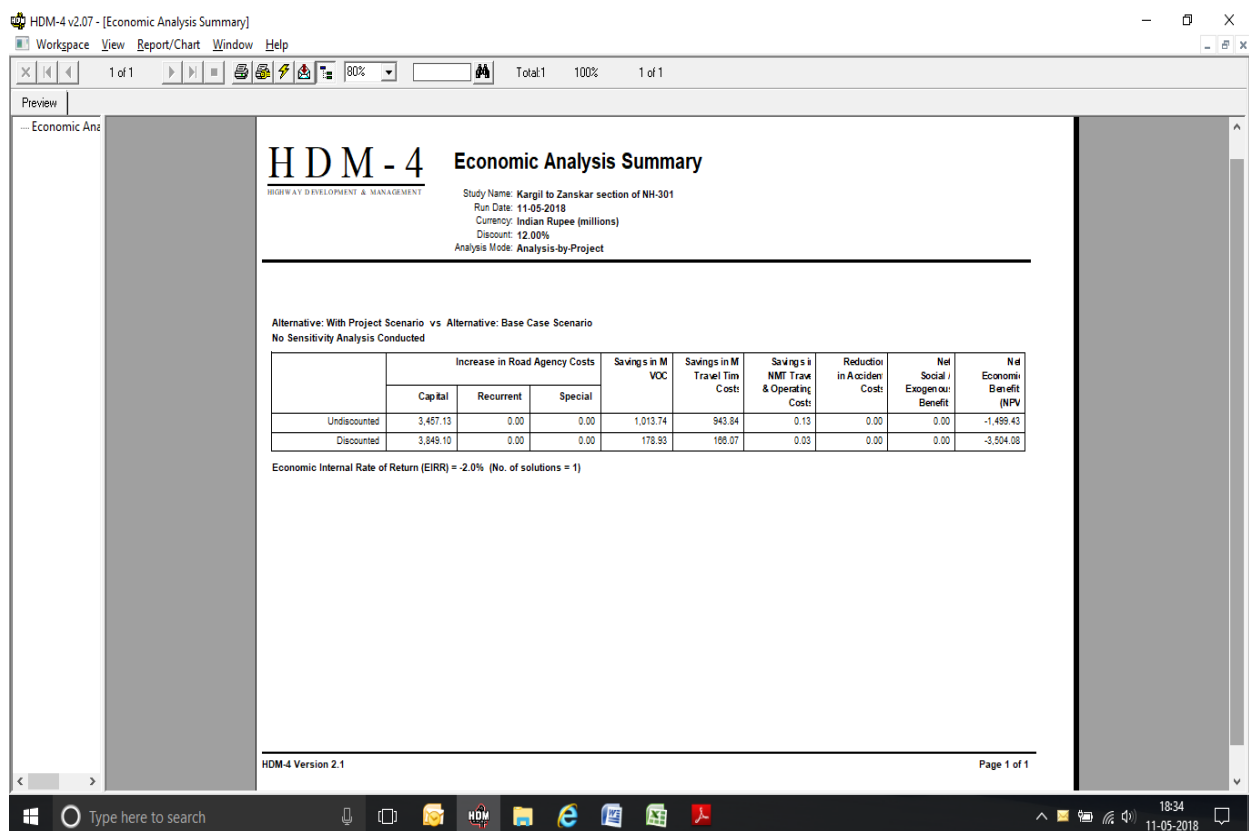 HDM-4 v2.07 - [Economic Analysis Summary]
Workspace View Report/Chart Window Help
1 of 1 80% Total:1 100% 1 of 1
Preview
Economic Ana
HDM-4
HIGHWAY DEVELOPMENT & MANAGEMENT
Economic Analysis Summary
Study Name: Kargil to Zanskar section of NH-301
Run Date: 11-05-2018
Currency: Indian Rupee (millions)
Discount: 12.00%
Analysis Mode: Analysis-by-Project
Alternative: With Project Scenario vs Alternative: Base Case Scenario
No Sensitivity Analysis Conducted
Increase in Road Agency Costs
Capital Recurrent Special
Savings in M
VOC
Savings in M
Travel Tim
Costs
Savings i
NMT Trave
& Operating
Costs
Reduction
in Acciden
Costs
Net
Social /
Exogenous
Benefit
Net
Economi
Benefit
(NPV
Undiscounted 3,457.13 0.00 0.00 1,013.74 943.84 0.13 0.00 0.00 -1,499.43
Discounted 3,849.10 0.00 0.00 178.93 166.07 0.03 0.00 0.00 -3,504.08
Economic Internal Rate of Return (EIRR) = -2.0% (No. of solutions = 1)
HDM-4 Version 2.1 Page 1 of 1
Type here to search
HDM
18:34
11-05-2018